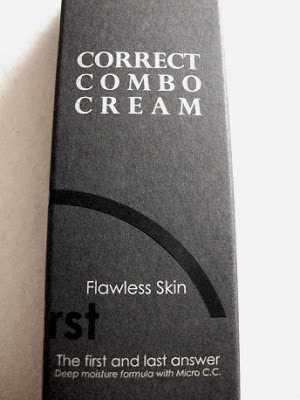 CORRECT
COMBO
CREAM
Flawless Skin
rst
The first and last answer
Deep moisture formula with Micro C.C.